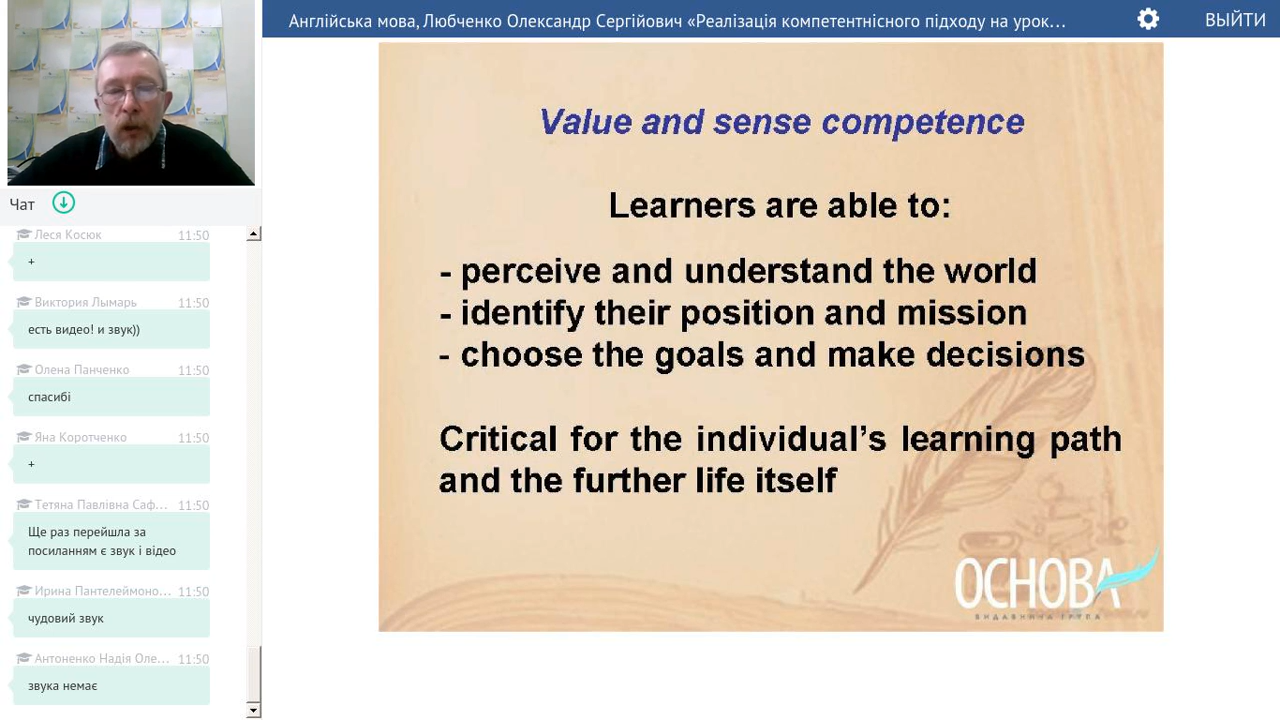 Англійська мова, Любченко Олександр Сергійович «Реалізація компетентнісного підходу на урок…
ВЫЙТИ
Чат
Леся Косюк 11:50
+
Виктория Лымарь 11:50
есть видео! и звук))
Олена Панченко 11:50
спасибі
Яна Коротченко 11:50
+
Тетяна Павлівна Саф… 11:50
Ще раз перейшла за
посиланням є звук і відео
Ирина Пантелеймоно… 11:50
чудовий звук
Антоненко Надія Оле… 11:50
звука немає
Value and sense competence
Learners are able to:
- perceive and understand the world
- identify their position and mission
- choose the goals and make decisions
Critical for the individual’s learning path
and the further life itself
ОСНОВА
ВИДАВНИЧА ГРУПА